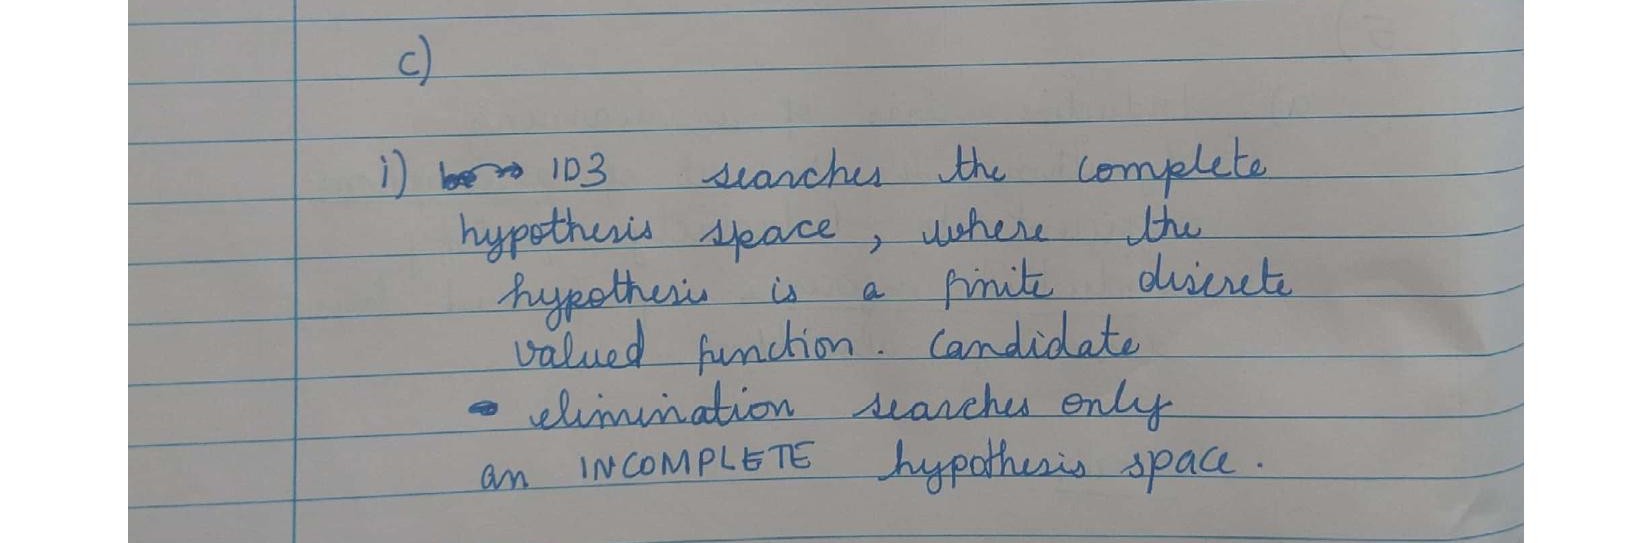 c)
i) ID3 searches the complete
hypothesis space, where the
hypothesis is a finite discrete
valued function. Candidate
elimination searches only
an INCOMPLETE hypothesis space.